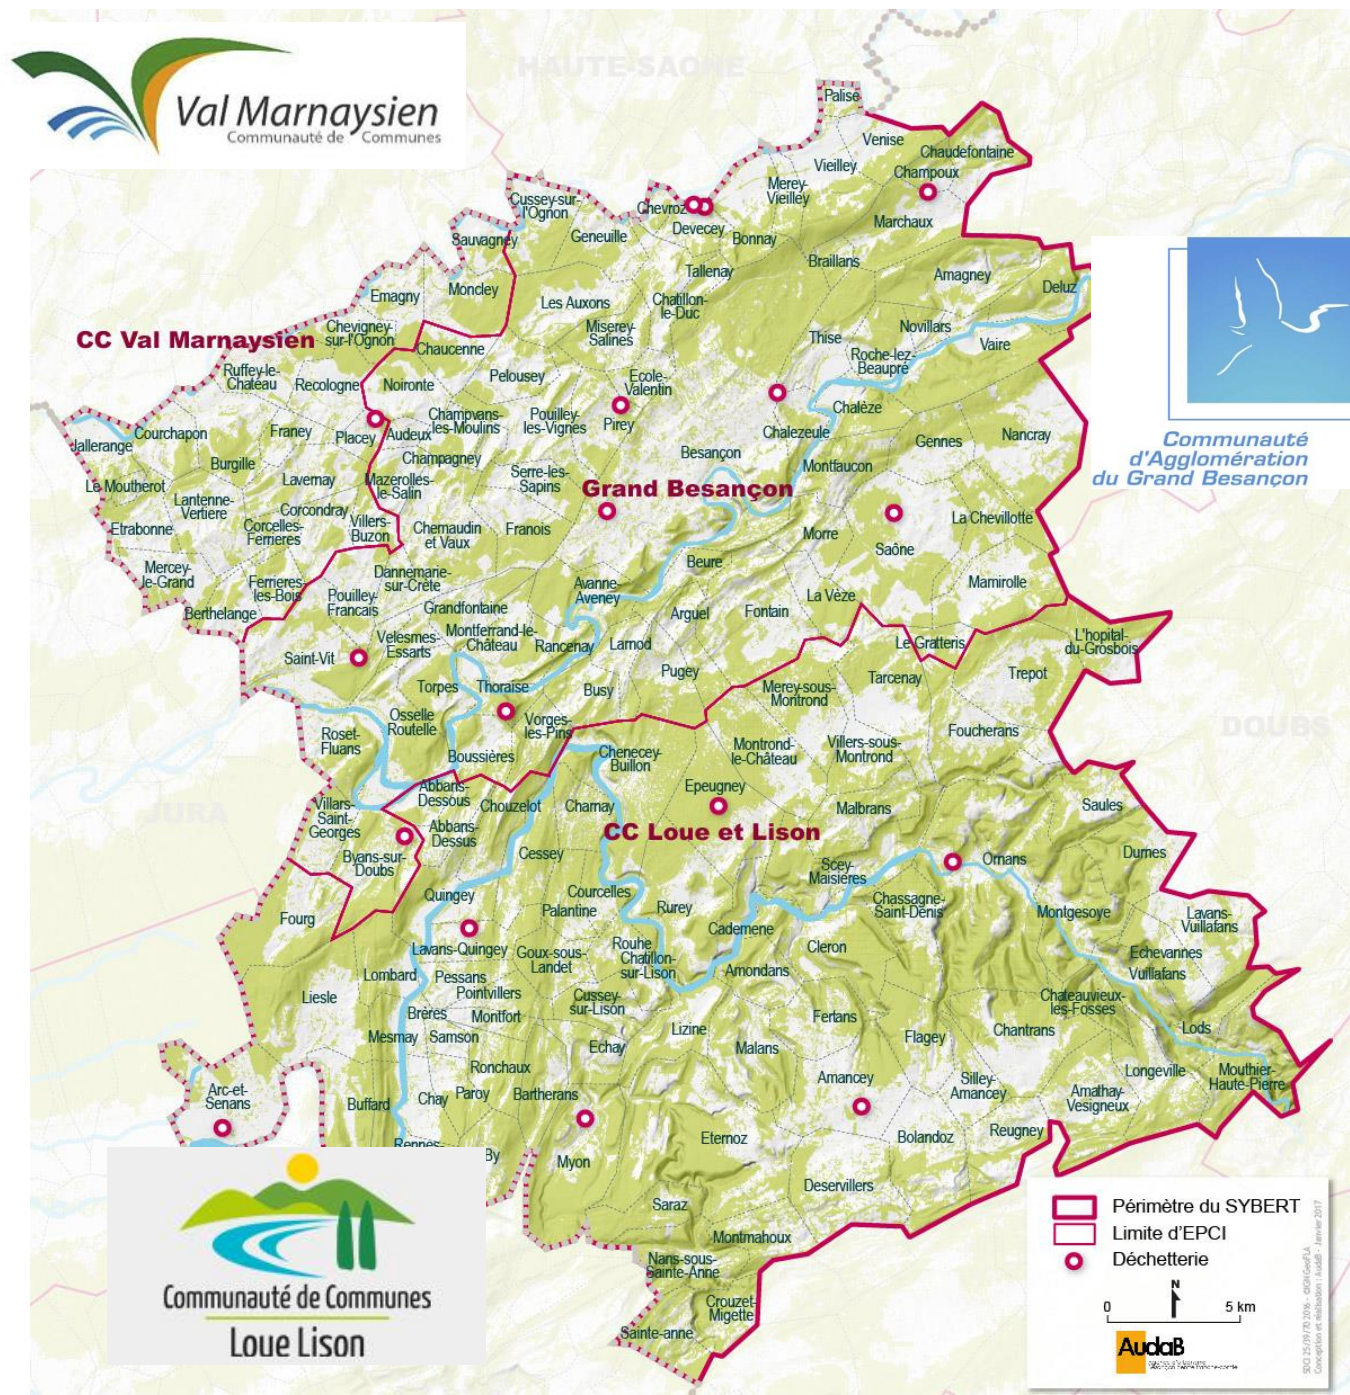 HAUTE-SAONE
Val Marnaysien
Communauté de Communes
Palise
Venise
Chaudefontaine
Vieilley
Champoux
Merey-
Vieilley
Cussey-sur-
l'Ognon
Chevroz
Marchaux
Devecey
Geneuille
Bonnay
Sauvagney
Braillans
Tallenay
Amagney
Moncley
Deluz
Emagny
Les Auxons
Chatillon-
le-Duc
Chevigney-
sur-l'Ognon
Miserey-
Salines
Novillars
CC Val Marnaysien
Thise
Vaire
Chaucenne
Roche-lez-
Beaupré
Ruffey-le-
Chateau
Recologne
Noironte
Pelousey
Ecole-
Valentin
Chalèze
Champvans-
les-Moulins
Pouilley-
les-Vignes
Pirey
Courchapon
Franey
Placey
Audeux
Chalezeule
Jallerange
Gennes
Nancray
Communauté
d'Agglomération
du Grand Besançon
Besançon
Burgille
Champagney
Montfaucon
Le Moutherot
Lavernay
Mazerolles-
le-Salin
Serre-les-
Sapins
Grand Besançon
Lantenne-
Vertiere
Corcondray
La Chevillotte
Etrabonne
Corcelles-
Ferrieres
Villers-
Buzon
Chemaudin
et Vaux
Franois
Morre
Saône
Beure
Mercey-
le-Grand
Dannemarie-
sur-Crète
Ferrieres-
les-Bois
Avanne-
Aveney
Mamirolle
Pouilley-
Francais
La Vèze
Berthelange
Grandfontaine
Arguel
Fontain
Velesmes-
Essarts
Montferrand-le-
Château
Rancenay
Larnod
Le Gratteris
L'hopital-
du-Grosbois
Saint-Vit
Pugey
Trepot
Tarcenay
Torpes
Thoraise
Busy
Merey-sous-
Montrond
Osselle
Routelle
Vorges-
les-Pins
DOUBS
Roset-
Fluans
Foucherans
Boussières
Chenecey-
Buillon
Montrond-
le-Château
Villers-sous-
Montrond
JURA
Abbans-
Dessous
Epeugney
Villars-
Saint-
Georges
Chouzelot
Charnay
Malbrans
Saules
Abbans-
Dessus
CC Loue et Lison
Byans-sur-
Doubs
Cessey
Durnes
Scey-
Maisières
Ornans
Quingey
Courcelles
Chassagne-
Saint-Denis
Fourg
Palantine
Rurey
Montgesoye
Lavans-
Vuillafans
Cademene
Lavans-Quingey
Goux-sous-
Landet
Rouhe
Chatillon-
sur-Lison
Cleron
Echevannes
Vuillafans
Lombard
Pessans
Amondans
Pointvillers
Liesle
Cussey-
sur-Lison
Chateauvieux-
les-Fosses
Brères
Montfort
Fertans
Lizine
Chantrans
Lods
Mesmay
Samson
Flagey
Echay
Malans
Ronchaux
Longeville
Mouthier-
Haute-Pierre
Arc-et-
Senans
Amancey
Silley-
Amancey
Amathay-
Vesigneux
Buffard
Chay
Paroy
Bartherans
Reugney
Rennes-
Eternoz
Bolandoz
By
Myon
Deservillers
Saraz
Montmahoux
Nans-sous-
Sainte-Anne
Crouzet-
Migette
Sainte-anne
Communauté de Communes
Loue Lison
Périmètre du SYBERT
Limite d'EPCI
Déchetterie
N
0 5 km
AudaB